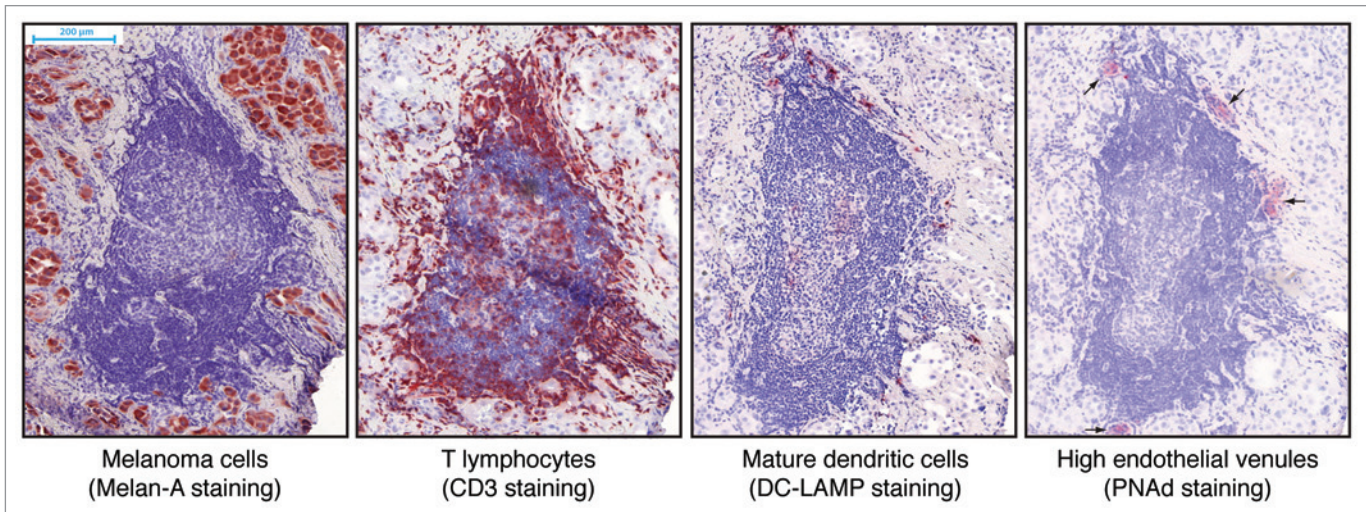 200 µm
Melanoma cells
(Melan-A staining)
T lymphocytes
(CD3 staining)
Mature dendritic cells
(DC-LAMP staining)
High endothelial venules
(PNAd staining)